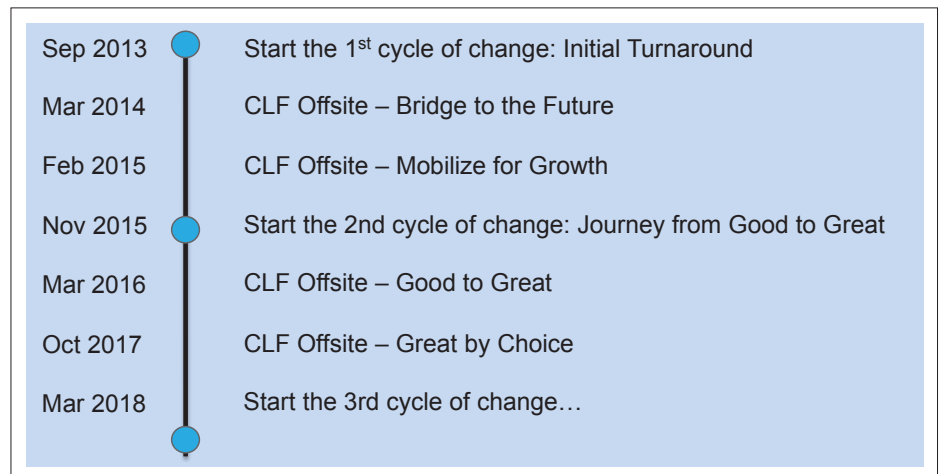 Sep 2013 Start the 1st cycle of change: Initial Turnaround
Mar 2014 CLF Offsite – Bridge to the Future
Feb 2015 CLF Offsite – Mobilize for Growth
Nov 2015 Start the 2nd cycle of change: Journey from Good to Great
Mar 2016 CLF Offsite – Good to Great
Oct 2017 CLF Offsite – Great by Choice
Mar 2018 Start the 3rd cycle of change…